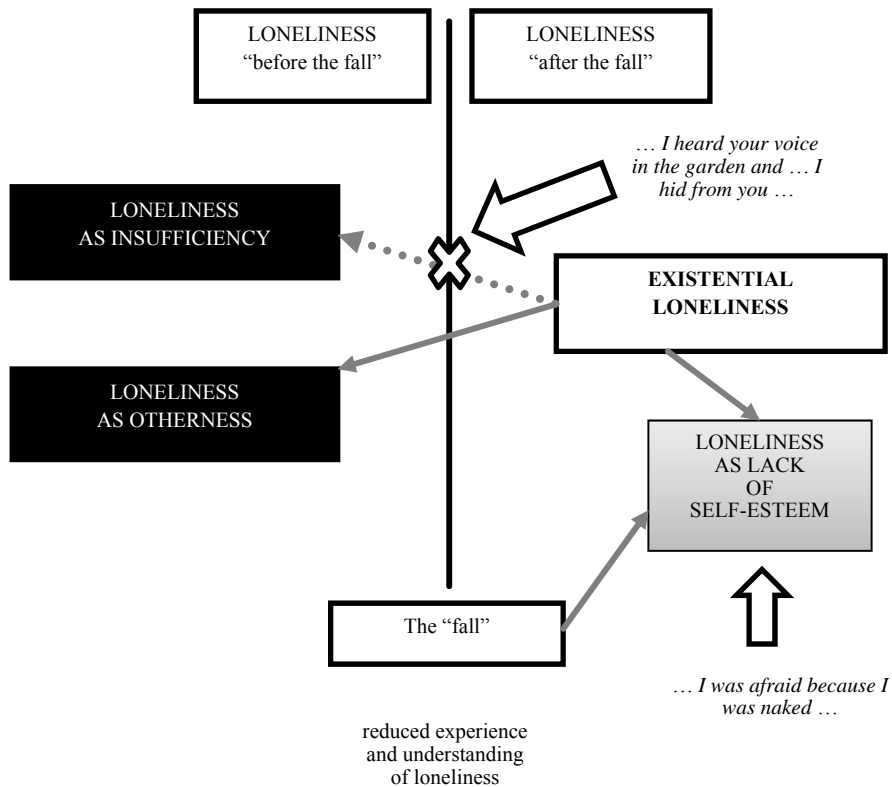 LONELINESS
“before the fall”
LONELINESS
“after the fall”
… I heard your voice
in the garden and … I
hid from you …
LONELINESS
AS INSUFFICIENCY
EXISTENTIAL
LONELINESS
LONELINESS
AS OTHERNESS
LONELINESS
AS LACK
OF
SELF-ESTEEM
The “fall”
… I was afraid because I
was naked …
reduced experience
and understanding
of loneliness